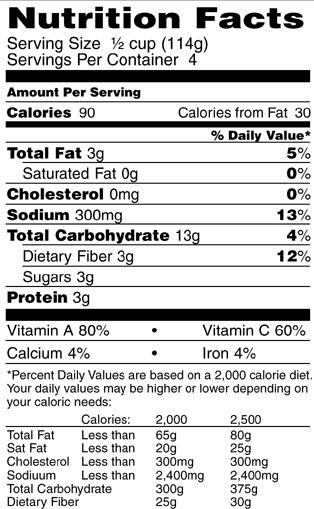 Nutrition Facts
Serving Size ½ cup (114g)
Servings Per Container 4
Amount Per Serving
Calories 90 Calories from Fat 30
% Daily Value*
Total Fat 3g 5%
Saturated Fat 0g 0%
Cholesterol 0mg 0%
Sodium 300mg 13%
Total Carbohydrate 13g 4%
Dietary Fiber 3g 12%
Sugars 3g
Protein 3g
Vitamin A 80% • Vitamin C 60%
Calcium 4% • Iron 4%
*Percent Daily Values are based on a 2,000 calorie diet.
Your daily values may be higher or lower depending on
your caloric needs:
Calories: 2,000 2,500
Total Fat Less than 65g 80g
Sat Fat Less than 20g 25g
Cholesterol Less than 300mg 300mg
Sodiuum Less than 2,400mg 2,400mg
Total Carbohydrate 300g 375g
Dietary Fiber 25g 30g